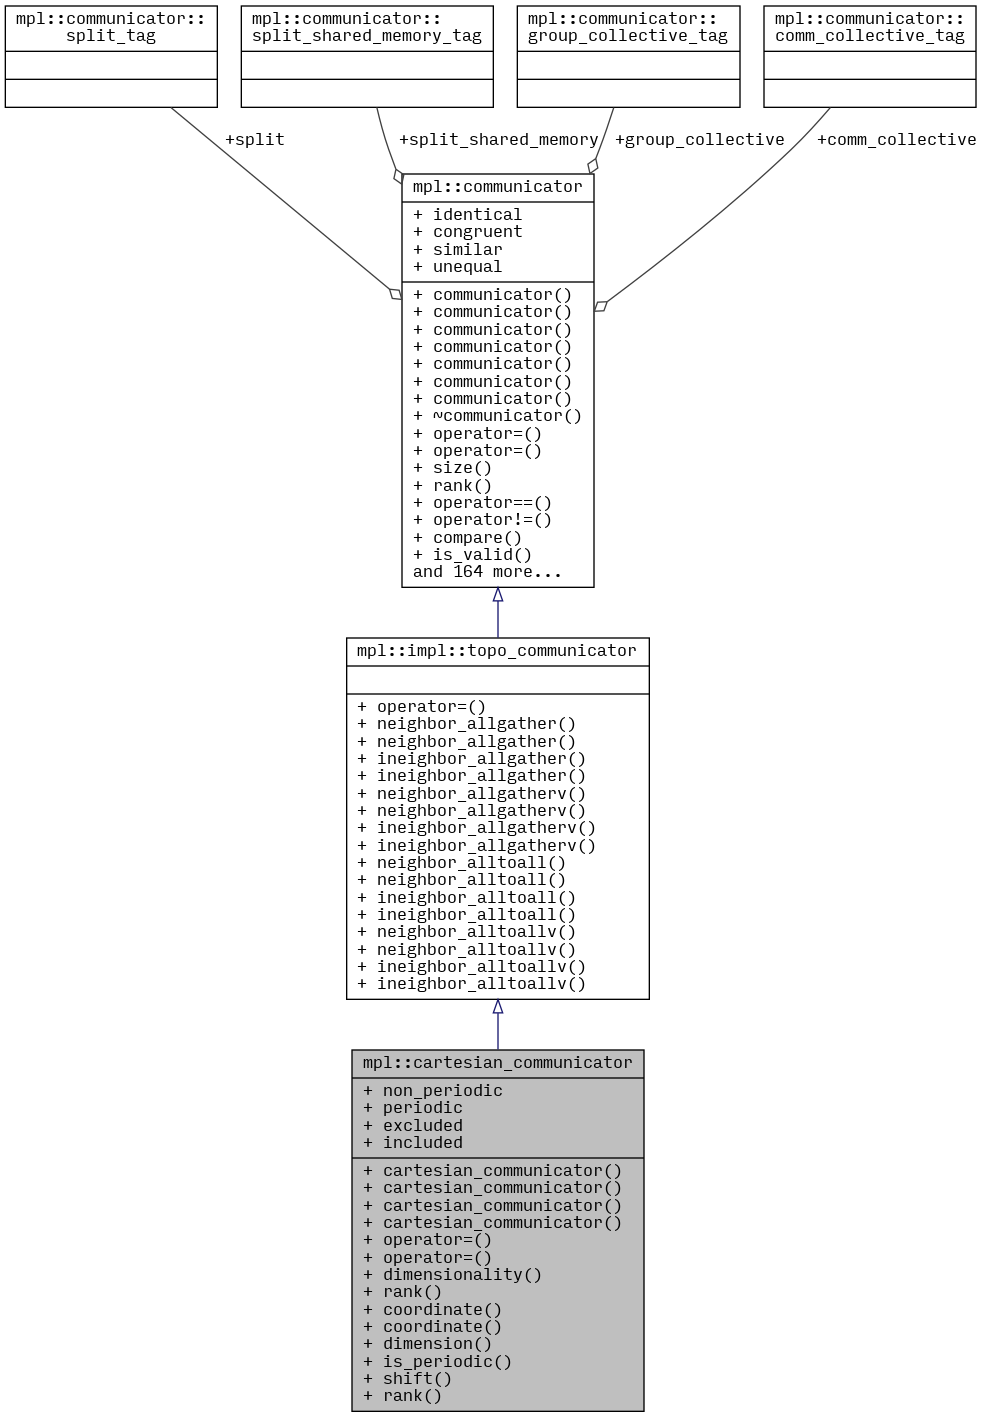 mpl::communicator::
split_tag
mpl::communicator::
split_shared_memory_tag
mpl::communicator::
group_collective_tag
mpl::communicator::
comm_collective_tag
+split
+split_shared_memory
+group_collective
+comm_collective
mpl::communicator
+ identical
+ congruent
+ similar
+ unequal
+ communicator()
+ communicator()
+ communicator()
+ communicator()
+ communicator()
+ communicator()
+ communicator()
+ ~communicator()
+ operator=()
+ operator=()
+ size()
+ rank()
+ operator==()
+ operator!=()
+ compare()
+ is_valid()
and 164 more...
mpl::impl::topo_communicator
+ operator=()
+ neighbor_allgather()
+ neighbor_allgather()
+ ineighbor_allgather()
+ ineighbor_allgather()
+ neighbor_allgatherv()
+ neighbor_allgatherv()
+ ineighbor_allgatherv()
+ ineighbor_allgatherv()
+ neighbor_alltoall()
+ neighbor_alltoall()
+ ineighbor_alltoall()
+ ineighbor_alltoall()
+ neighbor_alltoallv()
+ neighbor_alltoallv()
+ ineighbor_alltoallv()
+ ineighbor_alltoallv()
mpl::cartesian_communicator
+ non_periodic
+ periodic
+ excluded
+ included
+ cartesian_communicator()
+ cartesian_communicator()
+ cartesian_communicator()
+ cartesian_communicator()
+ operator=()
+ operator=()
+ dimensionality()
+ rank()
+ coordinate()
+ coordinate()
+ dimension()
+ is_periodic()
+ shift()
+ rank()